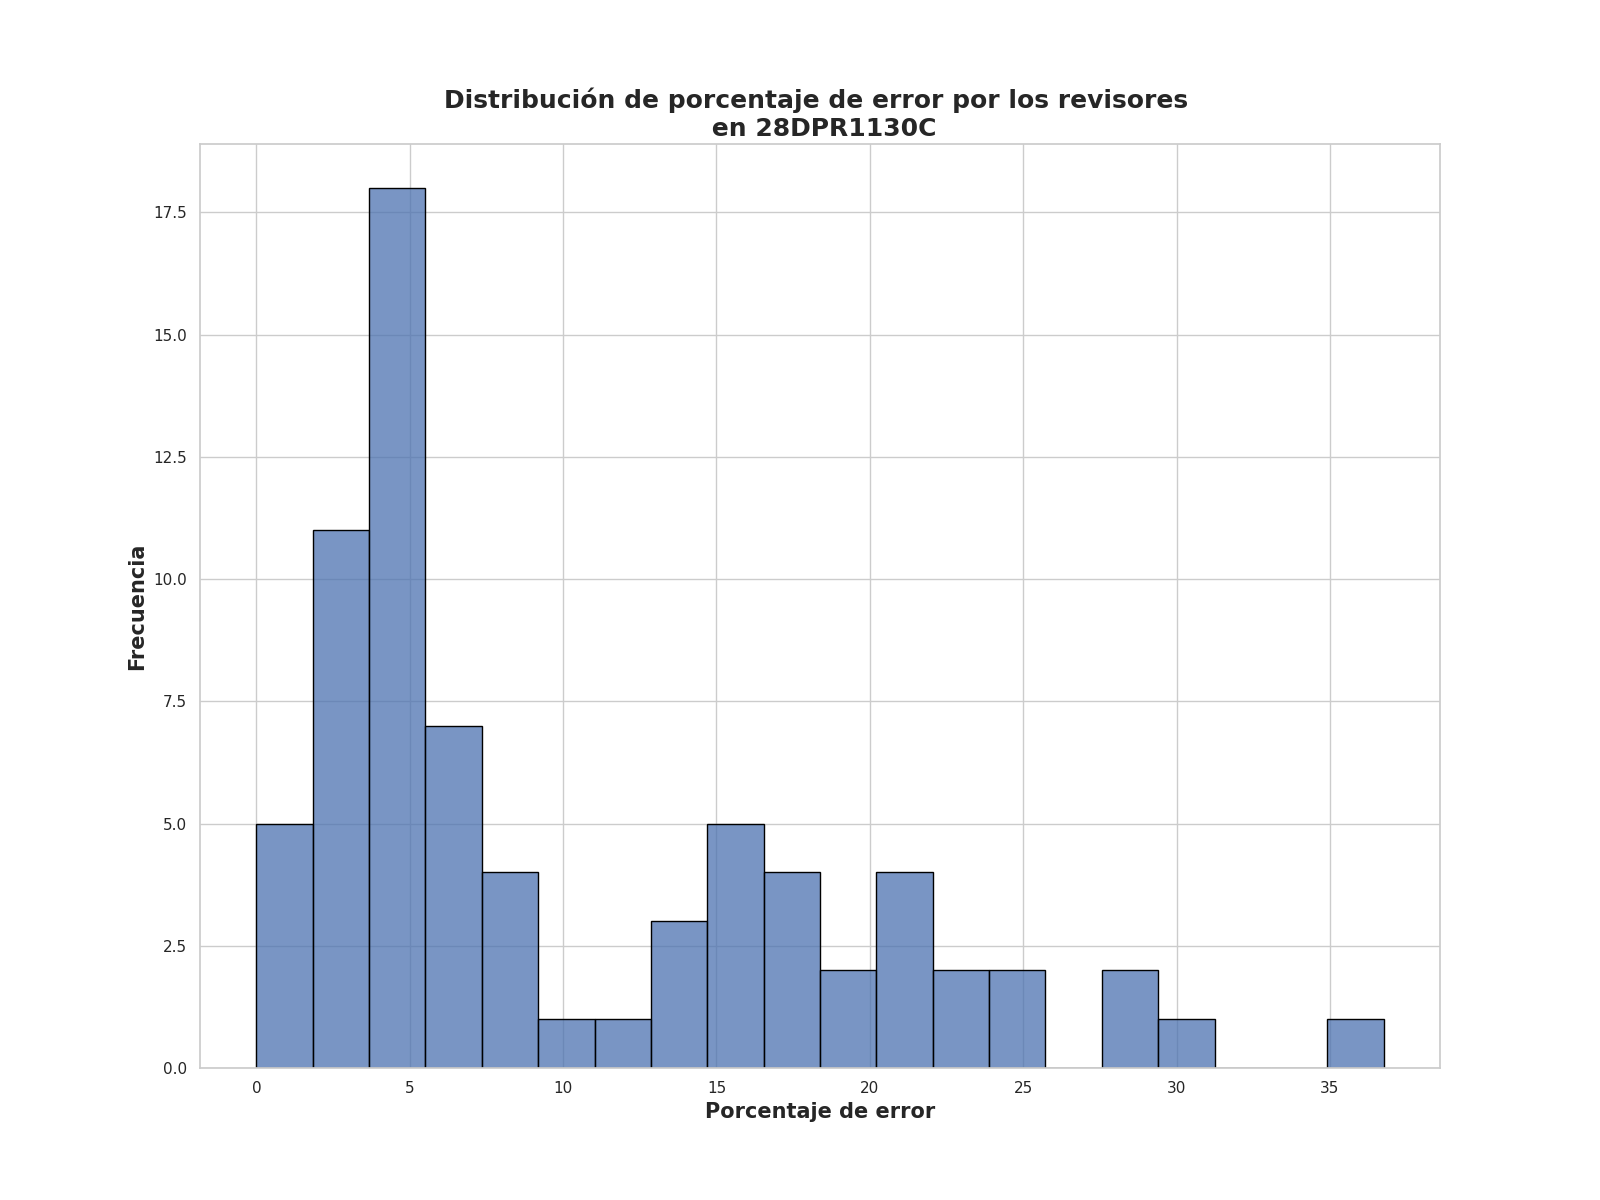 Distribución de porcentaje de error por los revisores
en 28DPR1130C
17.5
15.0
12.5
10.0
7.5
5.0
2.5
0.0
Frecuencia
0 5 10 15 20 25 30 35
Porcentaje de error